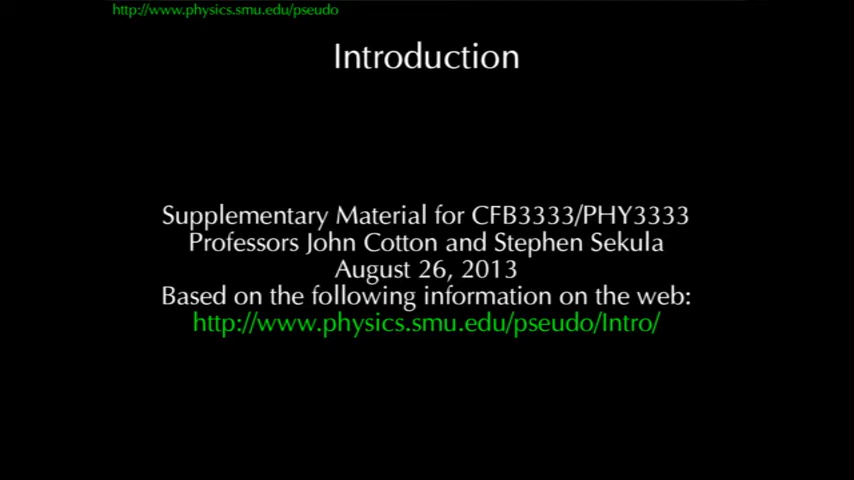 http://www.physics.smu.edu/pseudo
Introduction
Supplementary Material for CFB3333/PHY3333
Professors John Cotton and Stephen Sekula
August 26, 2013
Based on the following information on the web:
http://www.physics.smu.edu/pseudo/Intro/